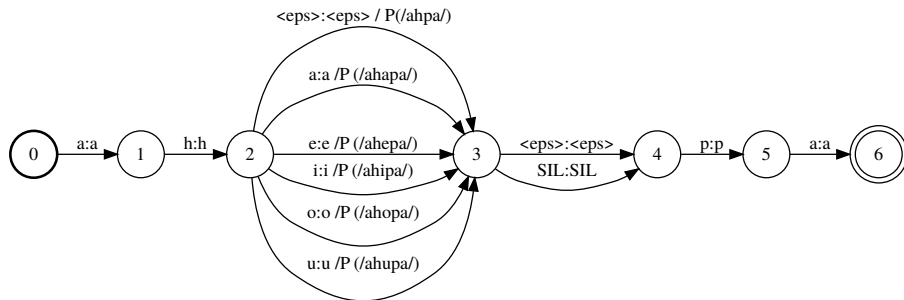 <eps>:<eps> / P(/ahpa/)
a:a /P (/ahapa/)
0 a:a 1 h:h 2 e:e /P (/ahepa/) 3 <eps>:<eps> 4 p:p 5 a:a 6
i:i /P (/ahipa/) SIL:SIL
o:o /P (/ahopa/)
u:u /P (/ahupa/)